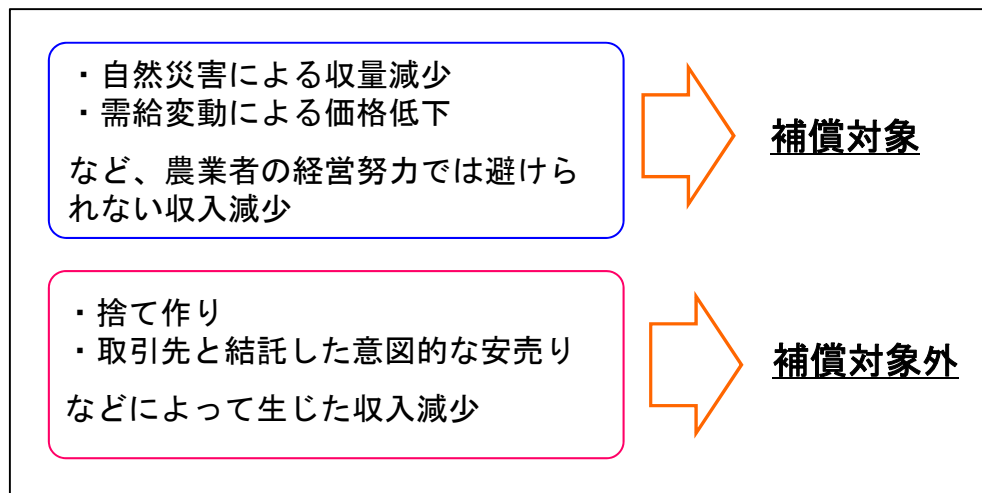 ・自然災害による収量減少
・需給変動による価格低下
など、農業者の経営努力では避けら
れない収入減少
補償対象
・捨て作り
・取引先と結託した意図的な安売り
などによって生じた収入減少
補償対象外